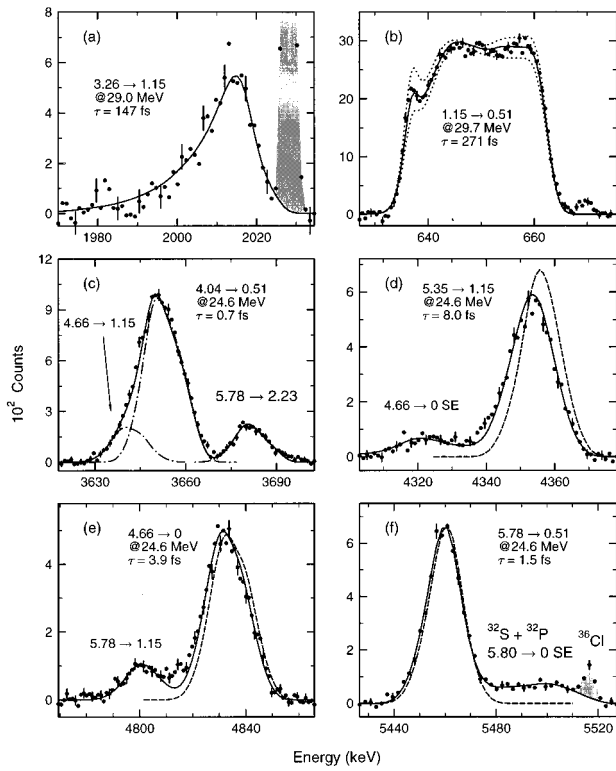 (a)
3.26 → 1.15
@29.0 MeV
τ = 147 fs
6
4
2
0
1980
2000
2020
(b)
1.15 → 0.51
@29.7 MeV
τ = 271 fs
30
20
10
0
640
660
(c)
4.04 → 0.51
@24.6 MeV
τ = 0.7 fs
4.66 → 1.15
5.78 → 2.23
12
9
6
3
0
3630
3660
3690
(d)
5.35 → 1.15
@24.6 MeV
τ = 8.0 fs
4.66 → 0 SE
6
4
2
0
4320
4340
4360
10² Counts
(e)
4.66 → 0
@24.6 MeV
τ = 3.9 fs
5.78 → 1.15
4
2
0
4800
4840
(f)
5.78 → 0.51
@24.6 MeV
τ = 1.5 fs
³²S + ³²P
5.80 → 0 SE
³⁶Cl
6
4
2
0
5440
5480
5520
Energy (keV)